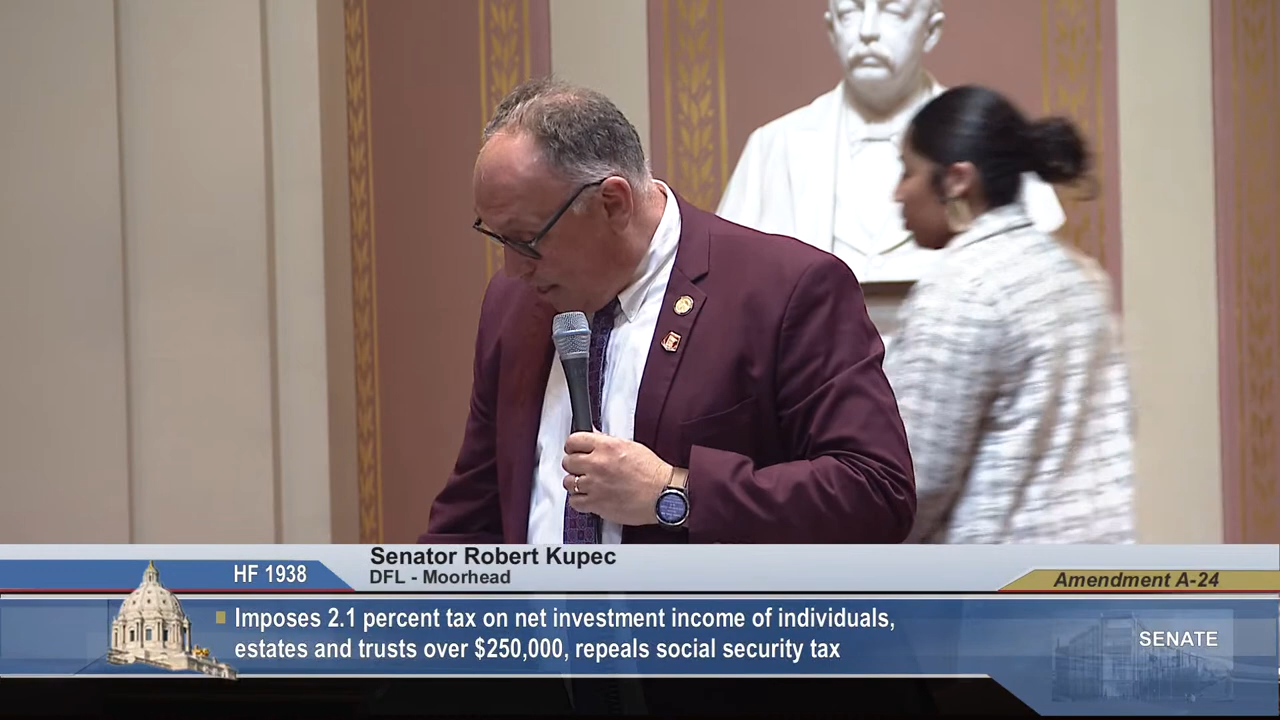 Senator Robert Kupec
DFL - Moorhead
HF 1938
Amendment A-24
Imposes 2.1 percent tax on net investment income of individuals,
estates and trusts over $250,000, repeals social security tax
SENATE